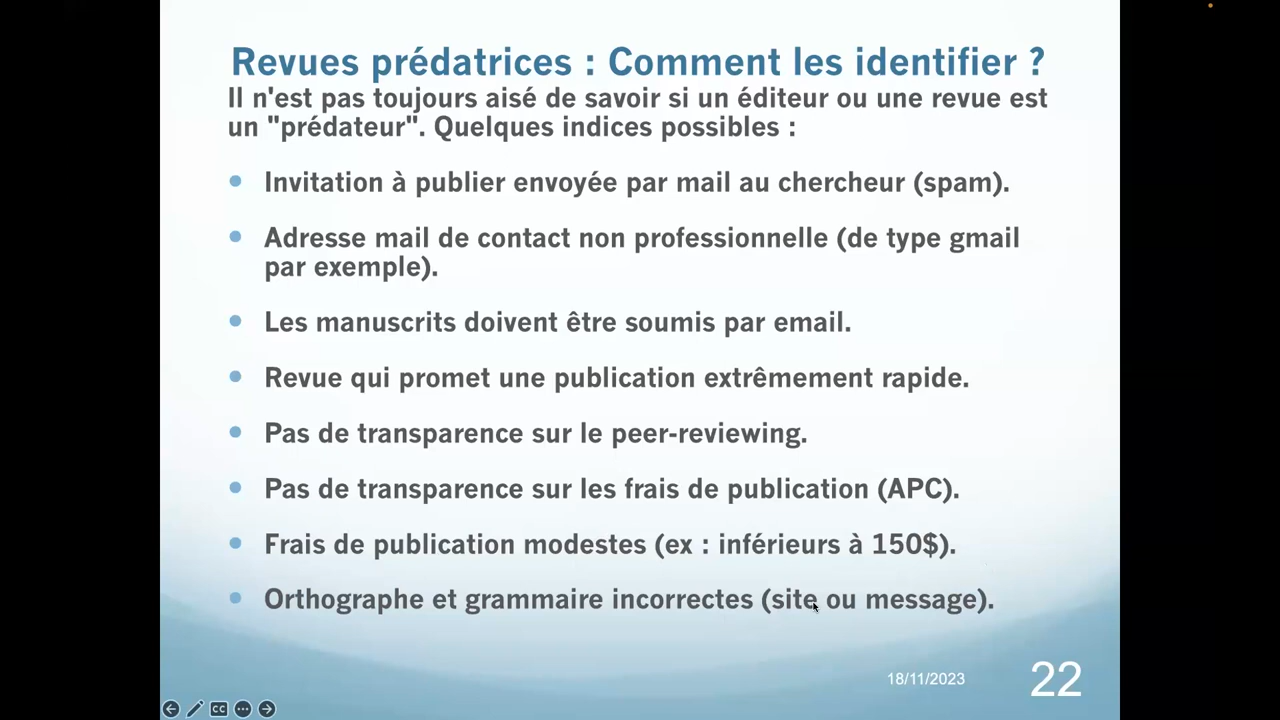 Revues prédatrices : Comment les identifier ?
Il n'est pas toujours aisé de savoir si un éditeur ou une revue est
un "prédateur". Quelques indices possibles :
• Invitation à publier envoyée par mail au chercheur (spam).
• Adresse mail de contact non professionnelle (de type gmail
par exemple).
• Les manuscrits doivent être soumis par email.
• Revue qui promet une publication extrêmement rapide.
• Pas de transparence sur le peer-reviewing.
• Pas de transparence sur les frais de publication (APC).
• Frais de publication modestes (ex : inférieurs à 150$).
• Orthographe et grammaire incorrectes (site ou message).
18/11/2023
22
CC